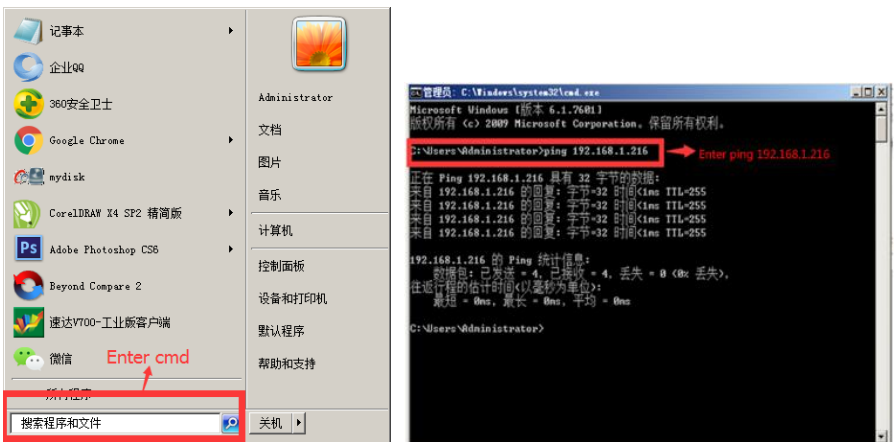 记事本
企业QQ
360安全卫士
Google Chrome
mydisk
CorelDRAW X4 SP2 精简版
Ps
Adobe Photoshop CS6
Beyond Compare 2
速达V700-工业版客户端
微信
Enter cmd
所有程序
搜索程序和文件
Administrator
文档
图片
音乐
计算机
控制面板
设备和打印机
默认程序
帮助和支持
关机
管理员: C:\Windows\system32\cmd.exe
Microsoft Windows [版本 6.1.7601]
版权所有 (c) 2009 Microsoft Corporation。保留所有权利。
C:\Users\Administrator>ping 192.168.1.216
Enter ping 192.168.1.216
正在 Ping 192.168.1.216 具有 32 字节的数据:
来自 192.168.1.216 的回复: 字节=32 时间<1ms TTL=255
来自 192.168.1.216 的回复: 字节=32 时间<1ms TTL=255
来自 192.168.1.216 的回复: 字节=32 时间<1ms TTL=255
来自 192.168.1.216 的回复: 字节=32 时间<1ms TTL=255
192.168.1.216 的 Ping 统计信息:
数据包: 已发送 = 4，已接收 = 4，丢失 = 0 (0% 丢失)，
往返行程的估计时间(以毫秒为单位):
最短 = 0ms，最长 = 0ms，平均 = 0ms
C:\Users\Administrator>